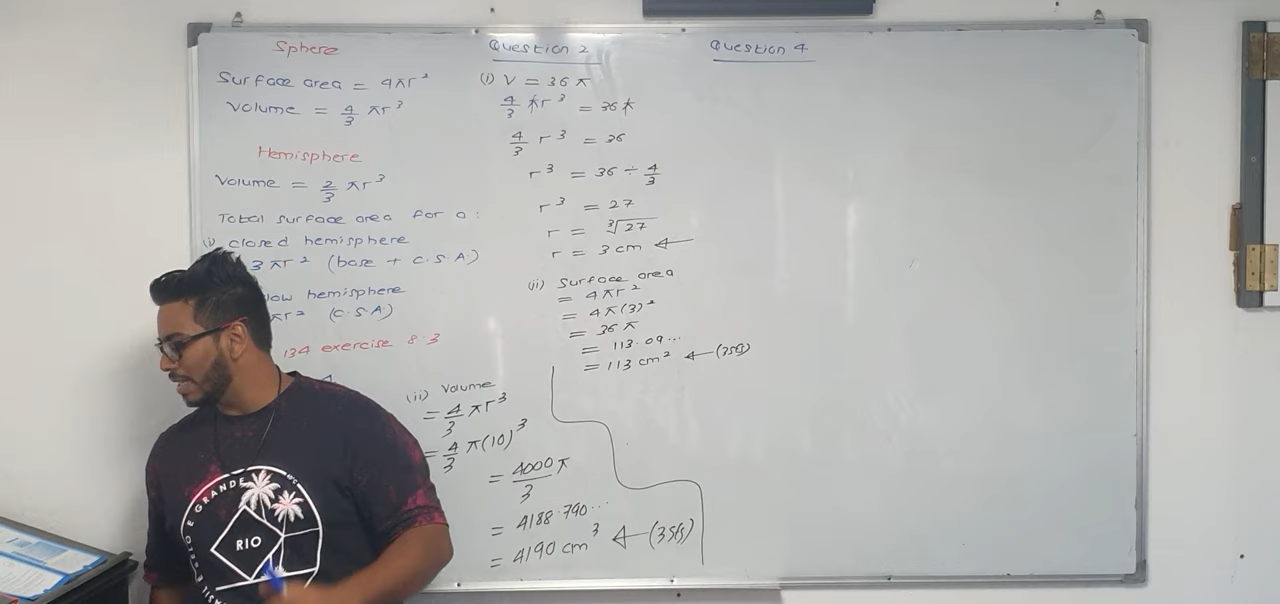 Sphere
Surface area = 4πr²
Volume = 4/3 πr³
Hemisphere
Volume = 2/3 πr³
Total surface area for a:
(i) closed hemisphere
3πr² (base + C.S.A)
low hemisphere
πr² (C.S.A)
134 exercise 8.3
(ii) Volume
= 4/3 πr³
= 4/3 π(10)³
= 4000π/3
= 4188.790...
= 4190 cm³ ← (3sfs)
Question 2
(i) V = 36π
4/3 πr³ = 36π
4/3 r³ = 36
r³ = 36 ÷ 4/3
r³ = 27
r = ∛27
r = 3 cm ←
(ii) Surface area
= 4πr²
= 4π(3)²
= 36π
= 113.09...
= 113 cm² ← (3sfs)
Question 4
RIO E GRANDE
RIO